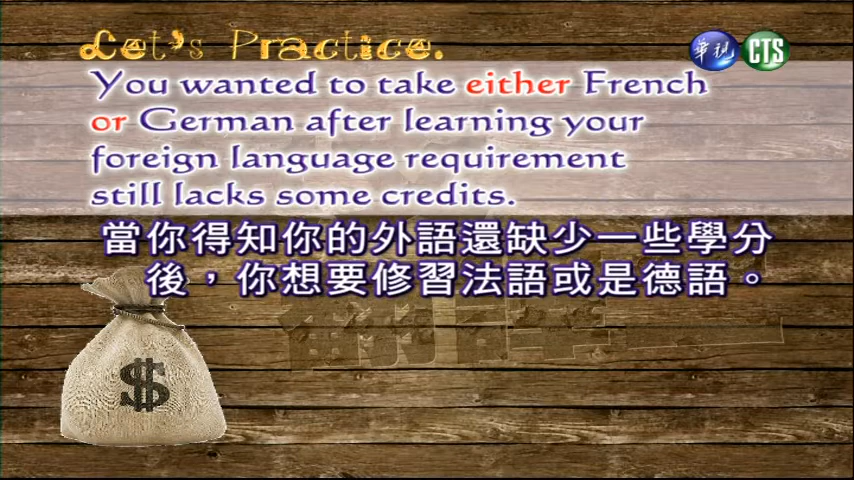 Let's Practice.
華視 CTS
You wanted to take either French
or German after learning your
foreign language requirement
still lacks some credits.
當你得知你的外語還缺少一些學分
後，你想要修習法語或是德語。
$